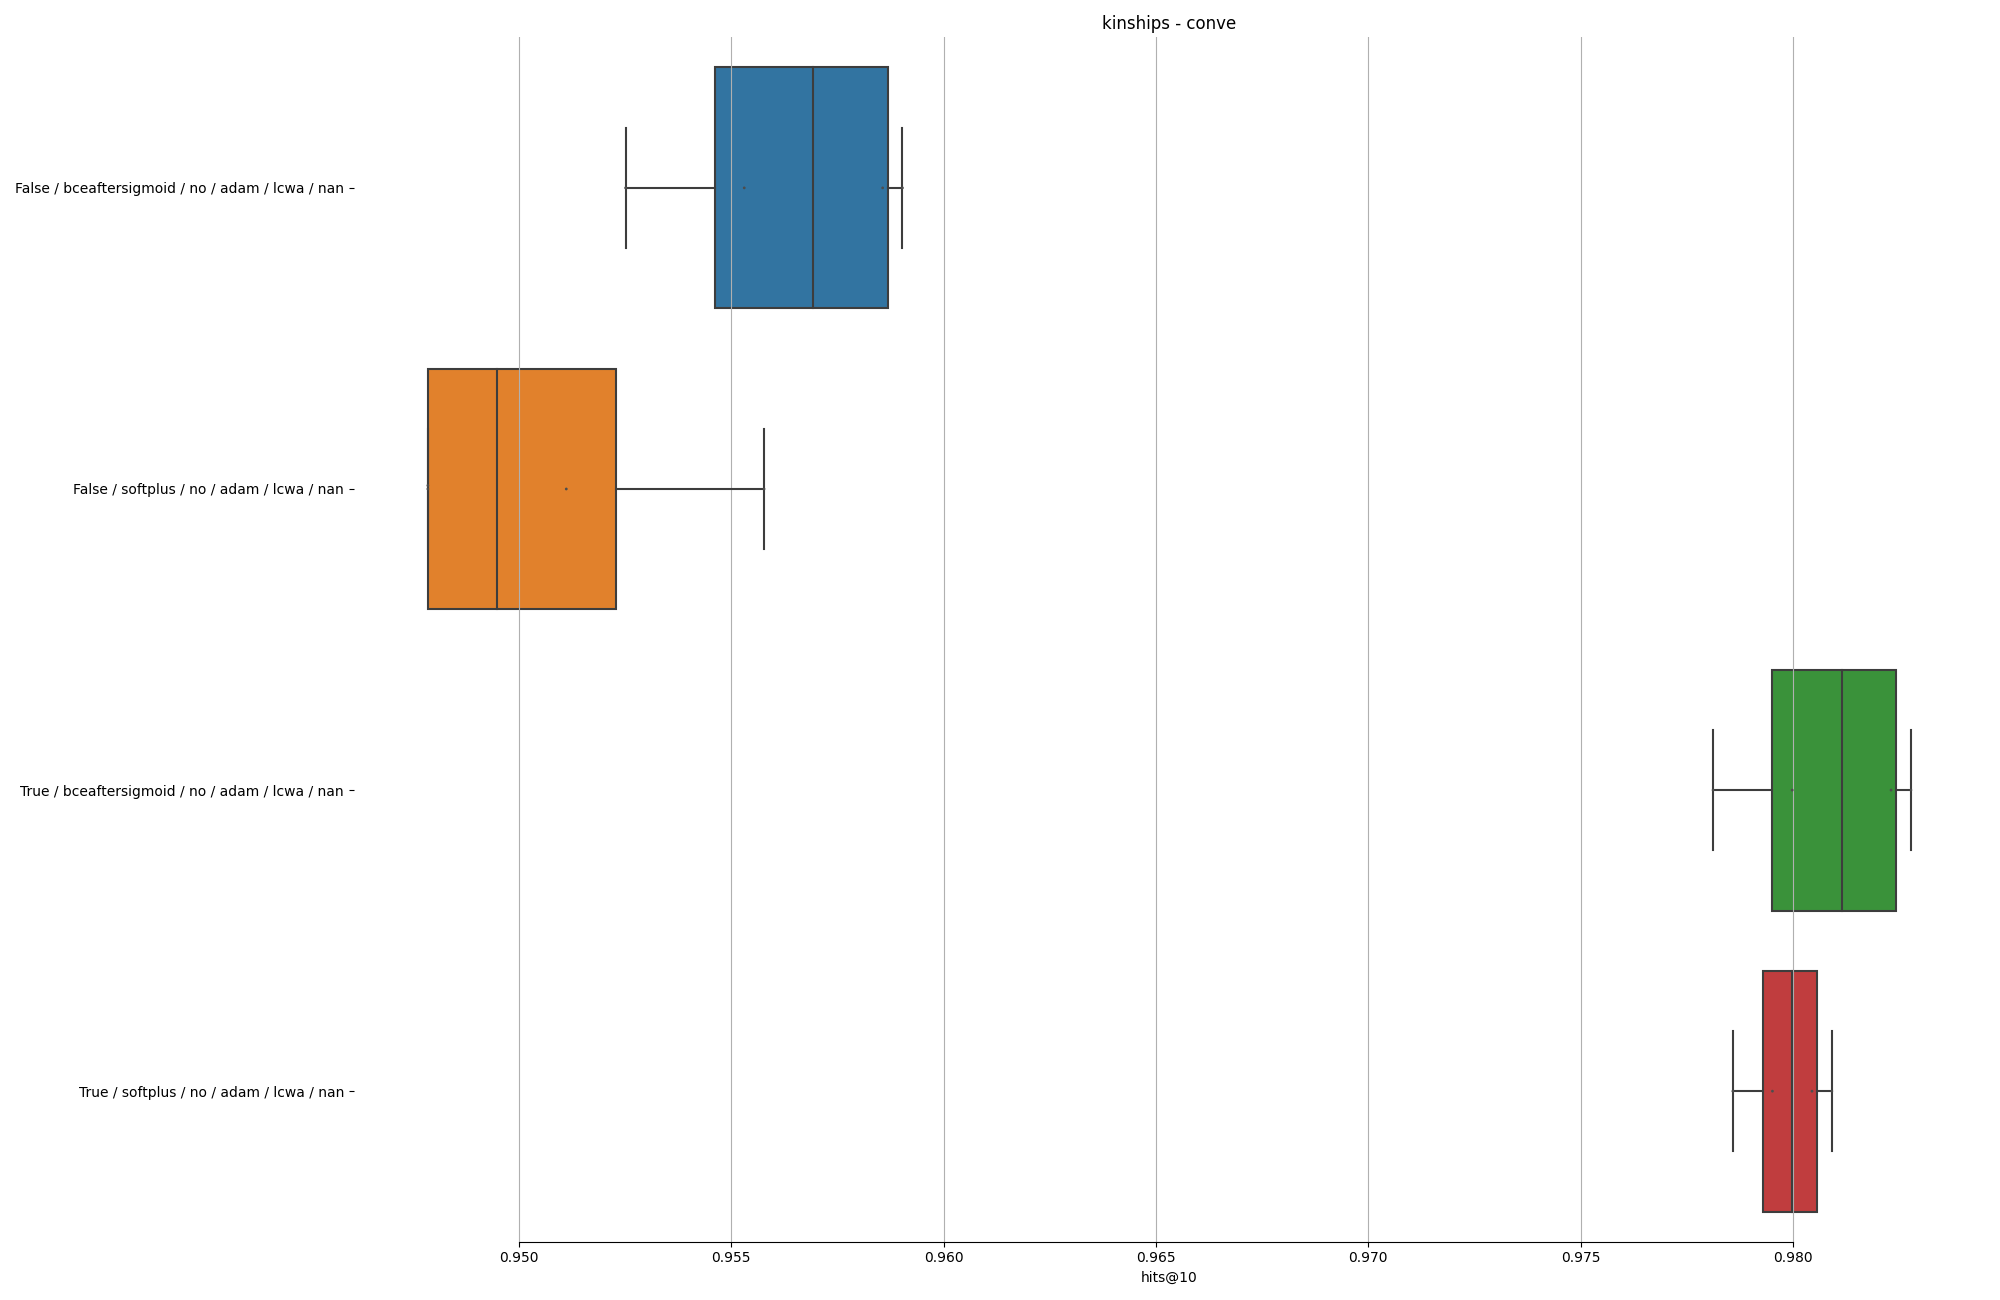 kinships - conve
False / bceaftersigmoid / no / adam / lcwa / nan
False / softplus / no / adam / lcwa / nan
True / bceaftersigmoid / no / adam / lcwa / nan
True / softplus / no / adam / lcwa / nan
0.950 0.955 0.960 0.965 0.970 0.975 0.980
hits@10